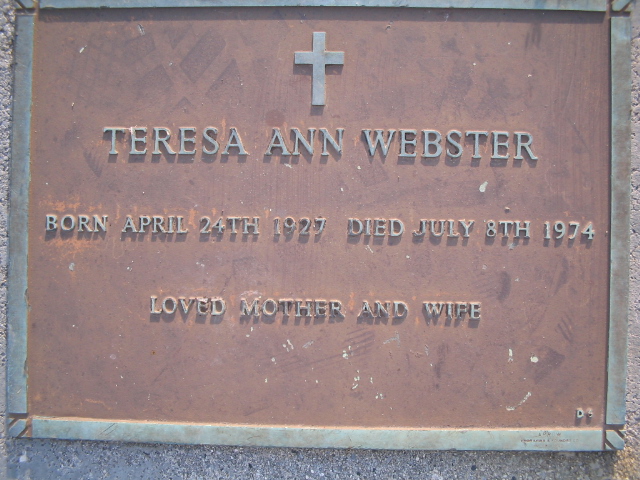 TERESA ANN WEBSTER
BORN APRIL 24TH 1927 DIED JULY 8TH 1974
LOVED MOTHER AND WIFE